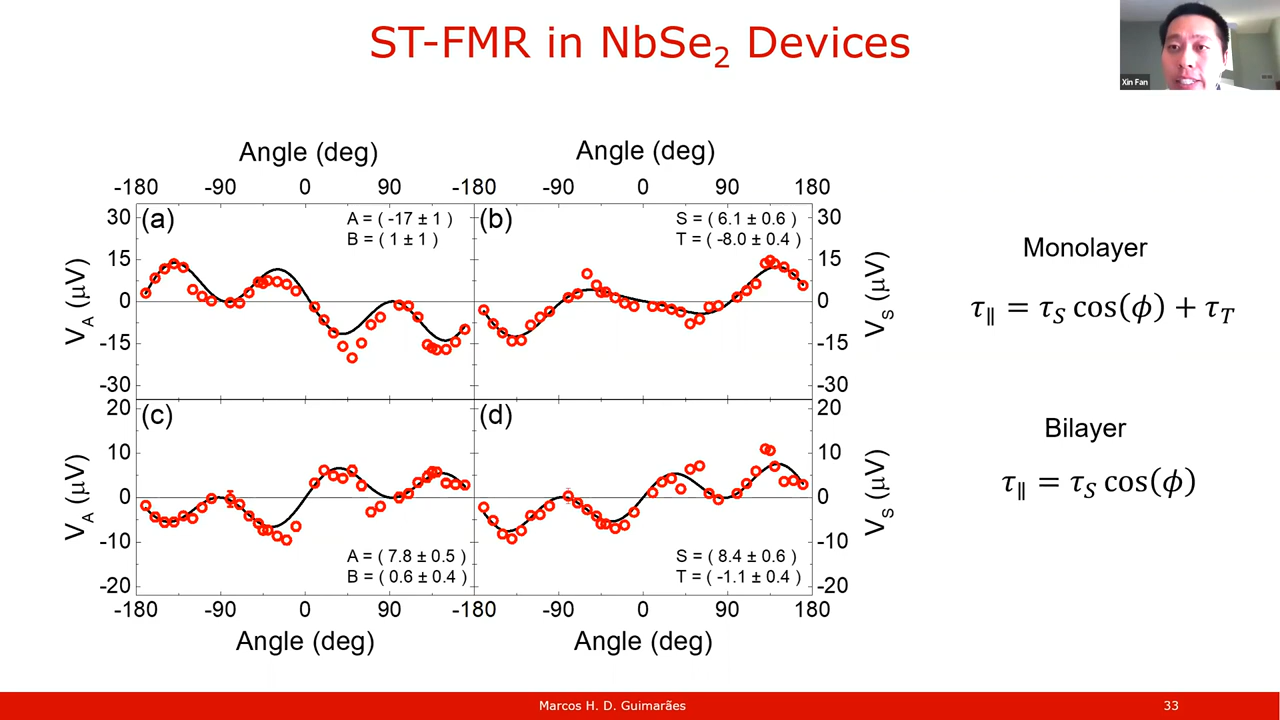 ST-FMR in NbSe₂ Devices
Xin Fan
Angle (deg)
Angle (deg)
-180 -90 0 90 -180 -90 0 90 180
(a)
A = ( -17 ± 1 )
B = ( 1 ± 1 )
(b)
S = ( 6.1 ± 0.6 )
T = ( -8.0 ± 0.4 )
30
15
0
-15
-30
V_A (μV)
30
15
0
-15
-30
V_S (μV)
(c)
A = ( 7.8 ± 0.5 )
B = ( 0.6 ± 0.4 )
(d)
S = ( 8.4 ± 0.6 )
T = ( -1.1 ± 0.4 )
20
10
0
-10
-20
V_A (μV)
20
10
0
-10
-20
V_S (μV)
-180 -90 0 90 -180 -90 0 90 180
Angle (deg)
Angle (deg)
Monolayer
τ_∥ = τ_S cos(ϕ) + τ_T
Bilayer
τ_∥ = τ_S cos(ϕ)
Marcos H. D. Guimarães
33